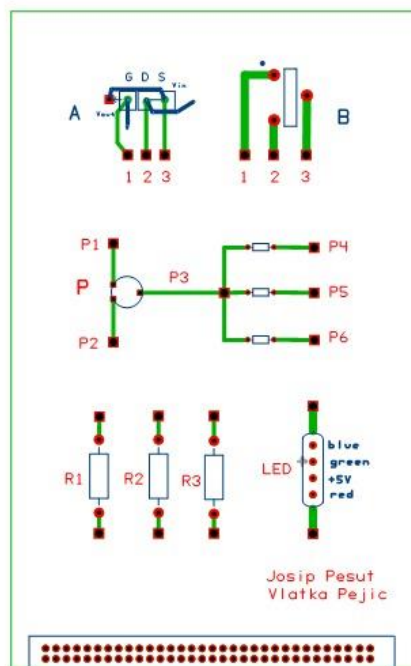 G D S
Vin
A
Vout
B
1 2 3
1 2 3
P1
P4
P
P3
P5
P2
P6
R1
R2
R3
LED
blue
green
+5V
red
Josip Pesut
Vlatka Pejic